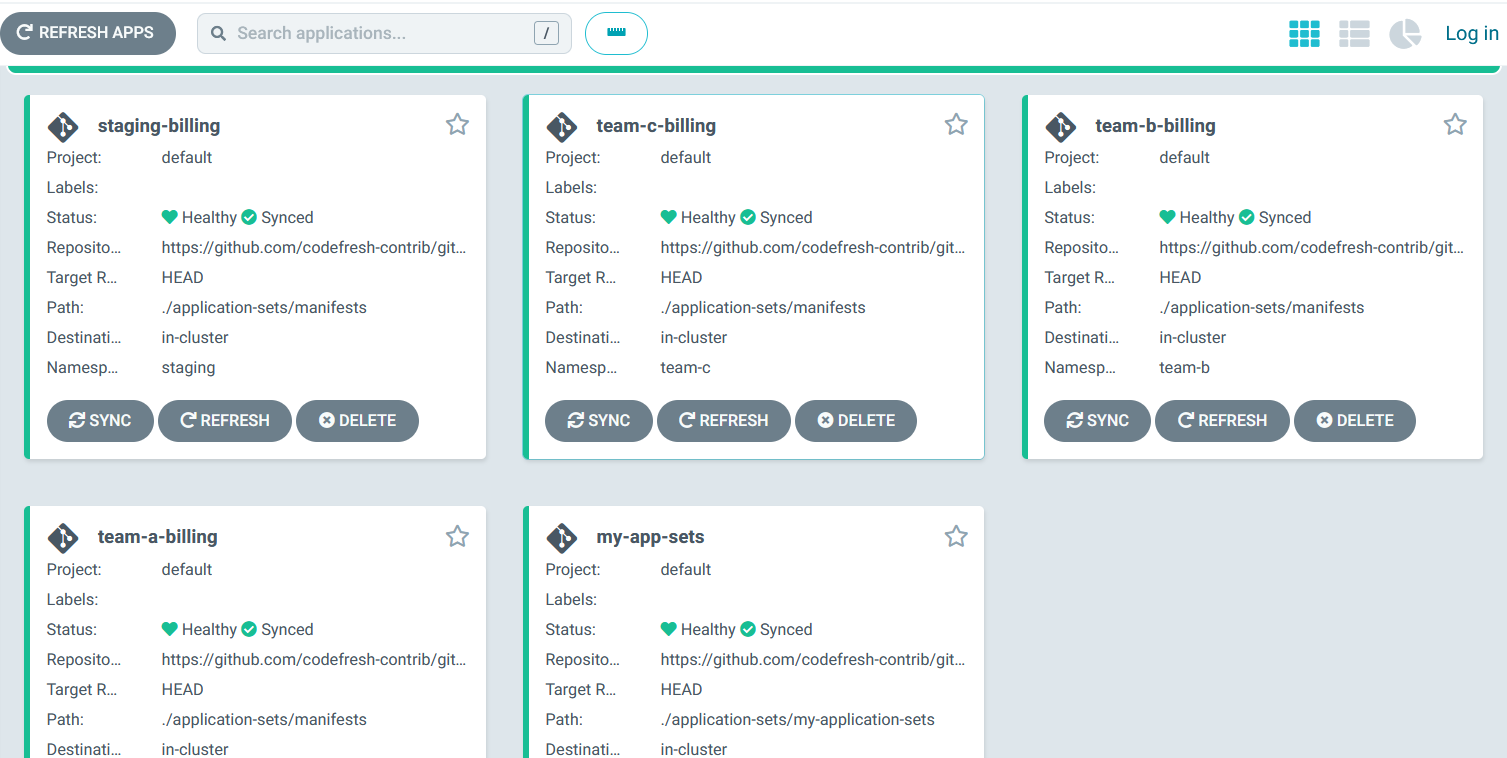 REFRESH APPS
Search applications...
/
Log in
staging-billing
Project: default
Labels:
Status: Healthy Synced
Reposito... https://github.com/codefresh-contrib/git...
Target R... HEAD
Path: ./application-sets/manifests
Destinati... in-cluster
Namesp... staging
SYNC REFRESH DELETE
team-c-billing
Project: default
Labels:
Status: Healthy Synced
Reposito... https://github.com/codefresh-contrib/git...
Target R... HEAD
Path: ./application-sets/manifests
Destinati... in-cluster
Namesp... team-c
SYNC REFRESH DELETE
team-b-billing
Project: default
Labels:
Status: Healthy Synced
Reposito... https://github.com/codefresh-contrib/git...
Target R... HEAD
Path: ./application-sets/manifests
Destinati... in-cluster
Namesp... team-b
SYNC REFRESH DELETE
team-a-billing
Project: default
Labels:
Status: Healthy Synced
Reposito... https://github.com/codefresh-contrib/git...
Target R... HEAD
Path: ./application-sets/manifests
Destinati... in-cluster
my-app-sets
Project: default
Labels:
Status: Healthy Synced
Reposito... https://github.com/codefresh-contrib/git...
Target R... HEAD
Path: ./application-sets/my-application-sets
Destinati... in-cluster